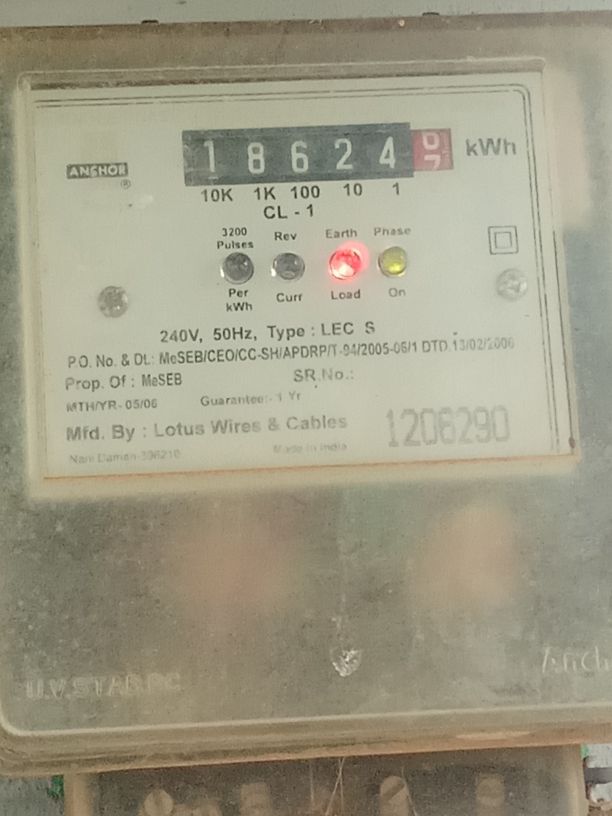 ANCHOR
®
1 8 6 2 4 kWh
10K 1K 100 10 1
CL - 1
3200 Pulses Rev Earth Phase
Per kWh Curr Load On
240V, 50Hz, Type : LEC S
P.O. No. & Dt.: MeSEB/CEO/CC-SH/APDRP/T-94/2005-06/1 DTD 13/02/2006
Prop. Of : MeSEB SR.No.:
MTH/YR- 05/06 Guarantee:- 1 Yr
Mfd. By : Lotus Wires & Cables 1206290
Nani Daman-396210 Made in India
U.V.STAB.PC